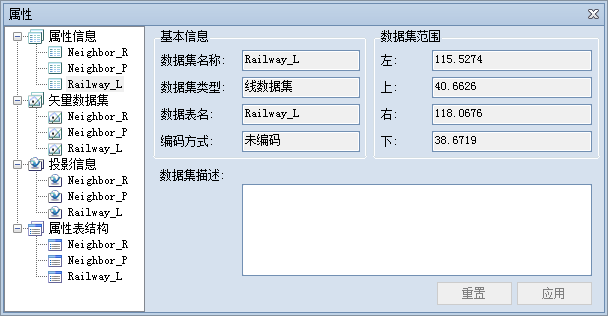 属性
属性信息
Neighbor_R
Neighbor_P
Railway_L
矢量数据集
Neighbor_R
Neighbor_P
Railway_L
投影信息
Neighbor_R
Neighbor_P
Railway_L
属性表结构
Neighbor_R
Neighbor_P
Railway_L
基本信息
数据集名称: Railway_L
数据集类型: 线数据集
数据表名: Railway_L
编码方式: 未编码
数据集范围
左: 115.5274
上: 40.6626
右: 118.0676
下: 38.6719
数据集描述:
重置 应用